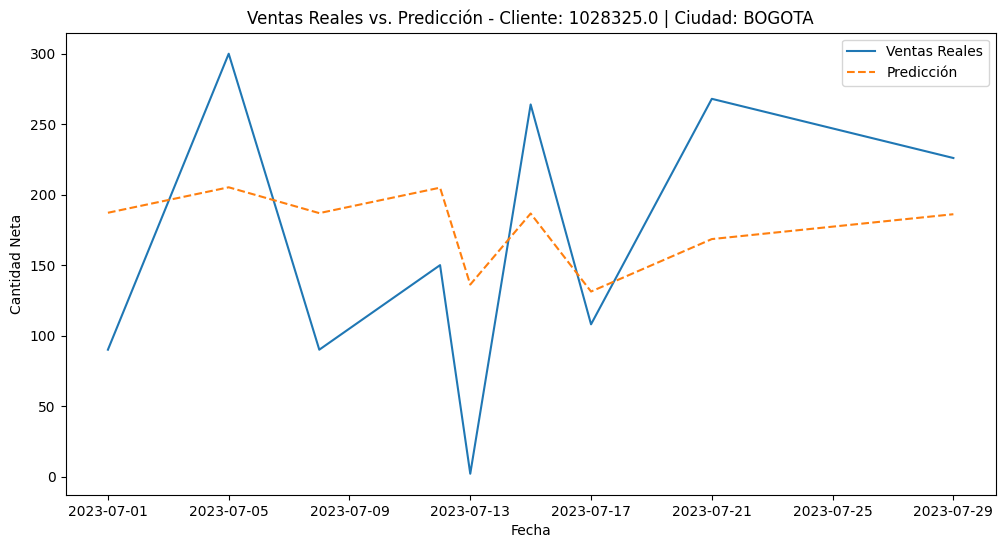 Ventas Reales vs. Predicción - Cliente: 1028325.0 | Ciudad: BOGOTA
Ventas Reales
Predicción
Cantidad Neta
300
250
200
150
100
50
0
2023-07-01 2023-07-05 2023-07-09 2023-07-13 2023-07-17 2023-07-21 2023-07-25 2023-07-29
Fecha